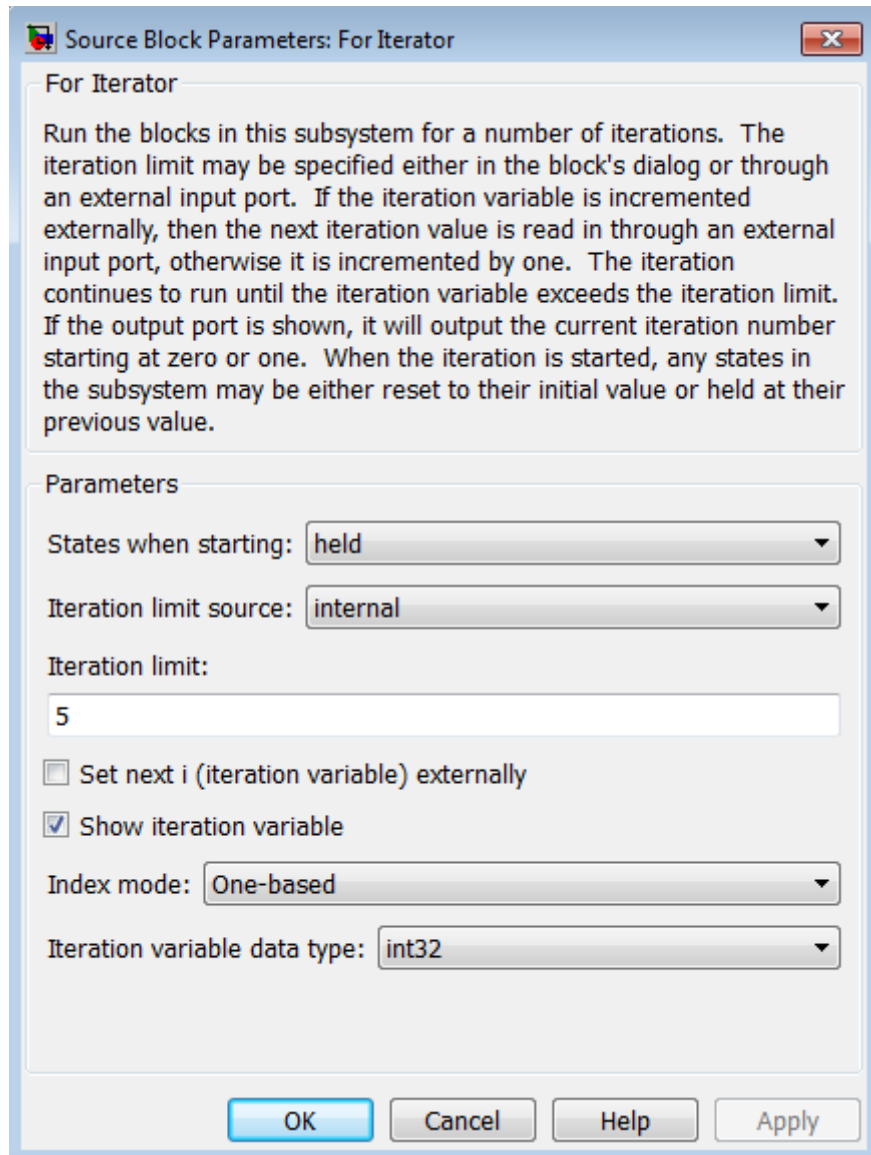 Source Block Parameters: For Iterator
For Iterator
Run the blocks in this subsystem for a number of iterations.  The
iteration limit may be specified either in the block's dialog or through
an external input port.  If the iteration variable is incremented
externally, then the next iteration value is read in through an external
input port, otherwise it is incremented by one.  The iteration
continues to run until the iteration variable exceeds the iteration limit.
If the output port is shown, it will output the current iteration number
starting at zero or one.  When the iteration is started, any states in
the subsystem may be either reset to their initial value or held at their
previous value.
Parameters
States when starting: held
Iteration limit source: internal
Iteration limit:
5
Set next i (iteration variable) externally
Show iteration variable
Index mode: One-based
Iteration variable data type: int32
OK Cancel Help Apply